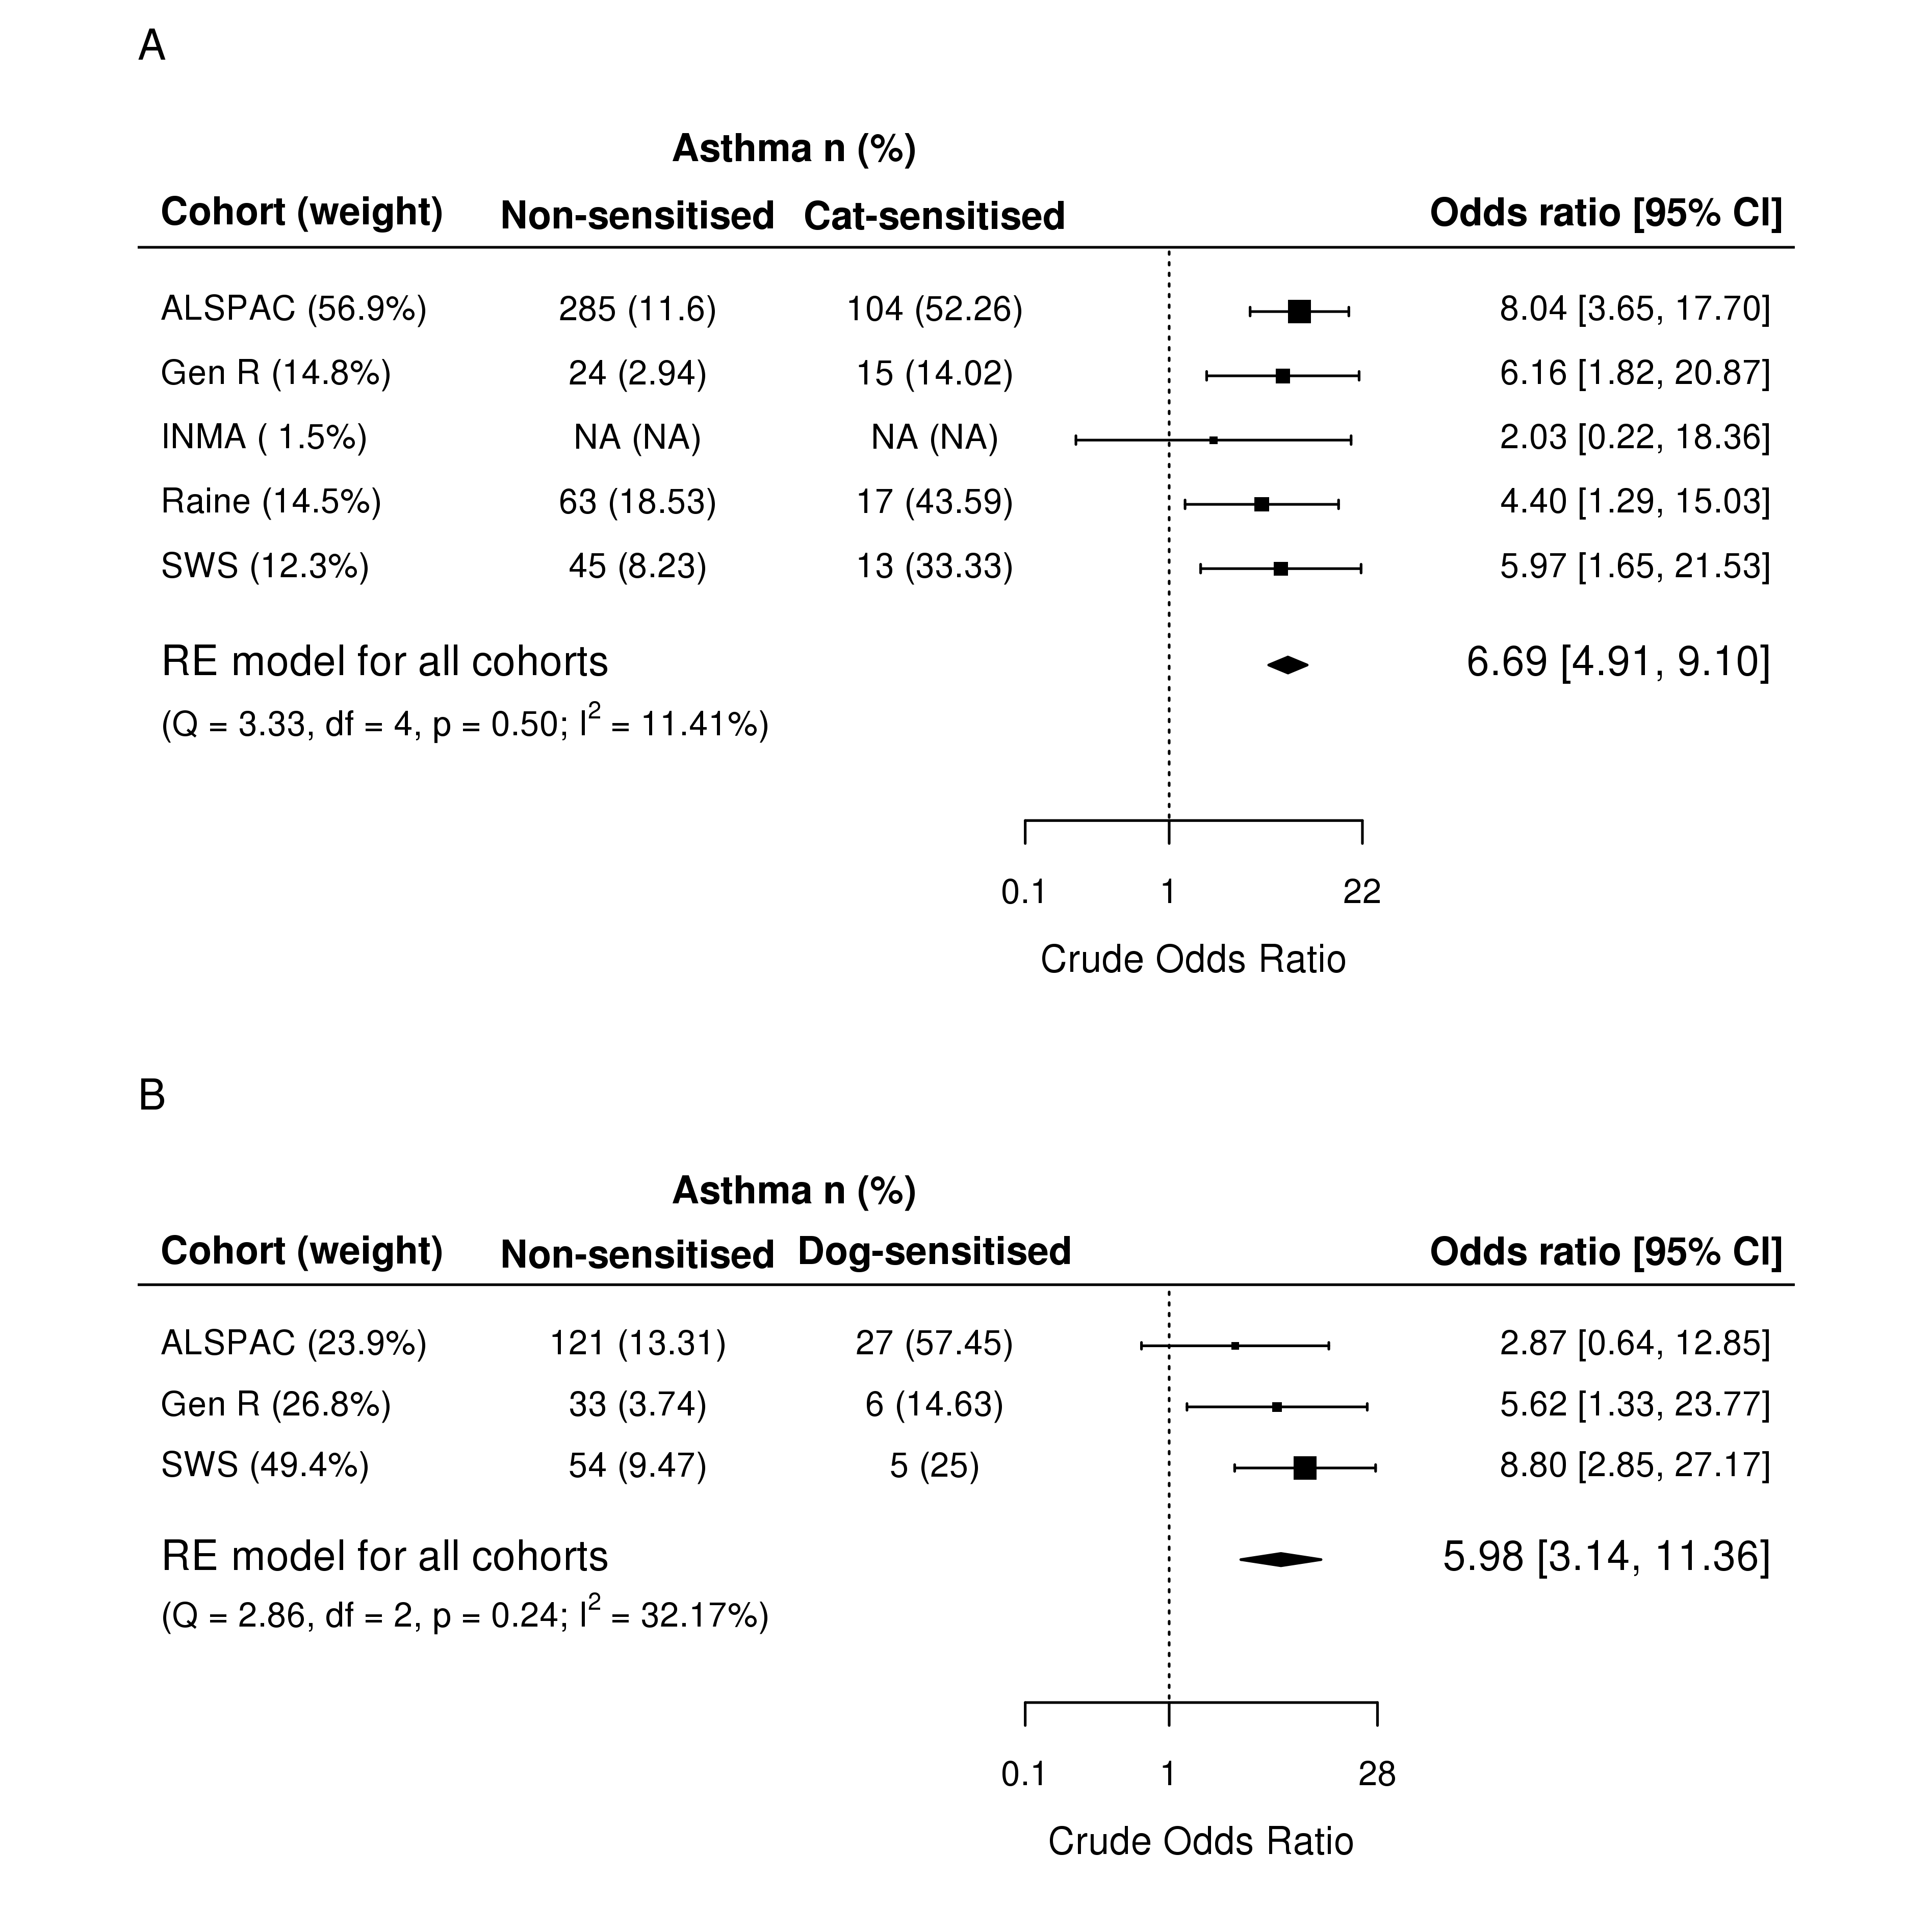 A
Asthma n (%)
Cohort (weight) Non-sensitised Cat-sensitised Odds ratio [95% CI]
ALSPAC (56.9%) 285 (11.6) 104 (52.26) 8.04 [3.65, 17.70]
Gen R (14.8%) 24 (2.94) 15 (14.02) 6.16 [1.82, 20.87]
INMA ( 1.5%) NA (NA) NA (NA) 2.03 [0.22, 18.36]
Raine (14.5%) 63 (18.53) 17 (43.59) 4.40 [1.29, 15.03]
SWS (12.3%) 45 (8.23) 13 (33.33) 5.97 [1.65, 21.53]
RE model for all cohorts 6.69 [4.91, 9.10]
(Q = 3.33, df = 4, p = 0.50; I² = 11.41%)
0.1 1 22
Crude Odds Ratio
B
Asthma n (%)
Cohort (weight) Non-sensitised Dog-sensitised Odds ratio [95% CI]
ALSPAC (23.9%) 121 (13.31) 27 (57.45) 2.87 [0.64, 12.85]
Gen R (26.8%) 33 (3.74) 6 (14.63) 5.62 [1.33, 23.77]
SWS (49.4%) 54 (9.47) 5 (25) 8.80 [2.85, 27.17]
RE model for all cohorts 5.98 [3.14, 11.36]
(Q = 2.86, df = 2, p = 0.24; I² = 32.17%)
0.1 1 28
Crude Odds Ratio